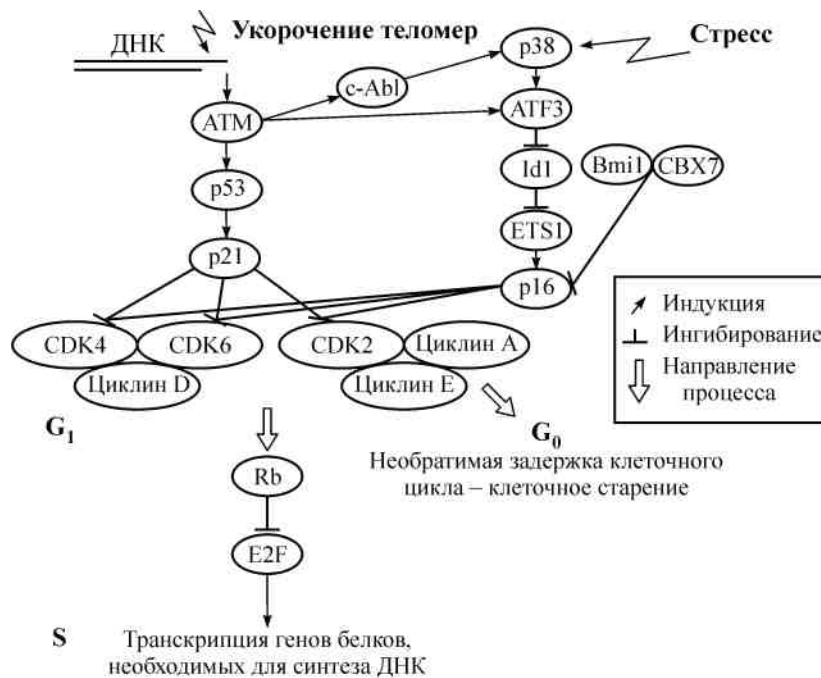 Укорочение теломер
Стресс
ДНК
p38
c-Abl
ATM
ATF3
p53
Id1
Bmi1
CBX7
ETS1
p21
p16
CDK4
CDK6
Циклин D
CDK2
Циклин A
Циклин E
Индукция
Ингибирование
Направление
процесса
G1
G0
Необратимая задержка клеточного
цикла – клеточное старение
Rb
E2F
S
Транскрипция генов белков,
необходимых для синтеза ДНК